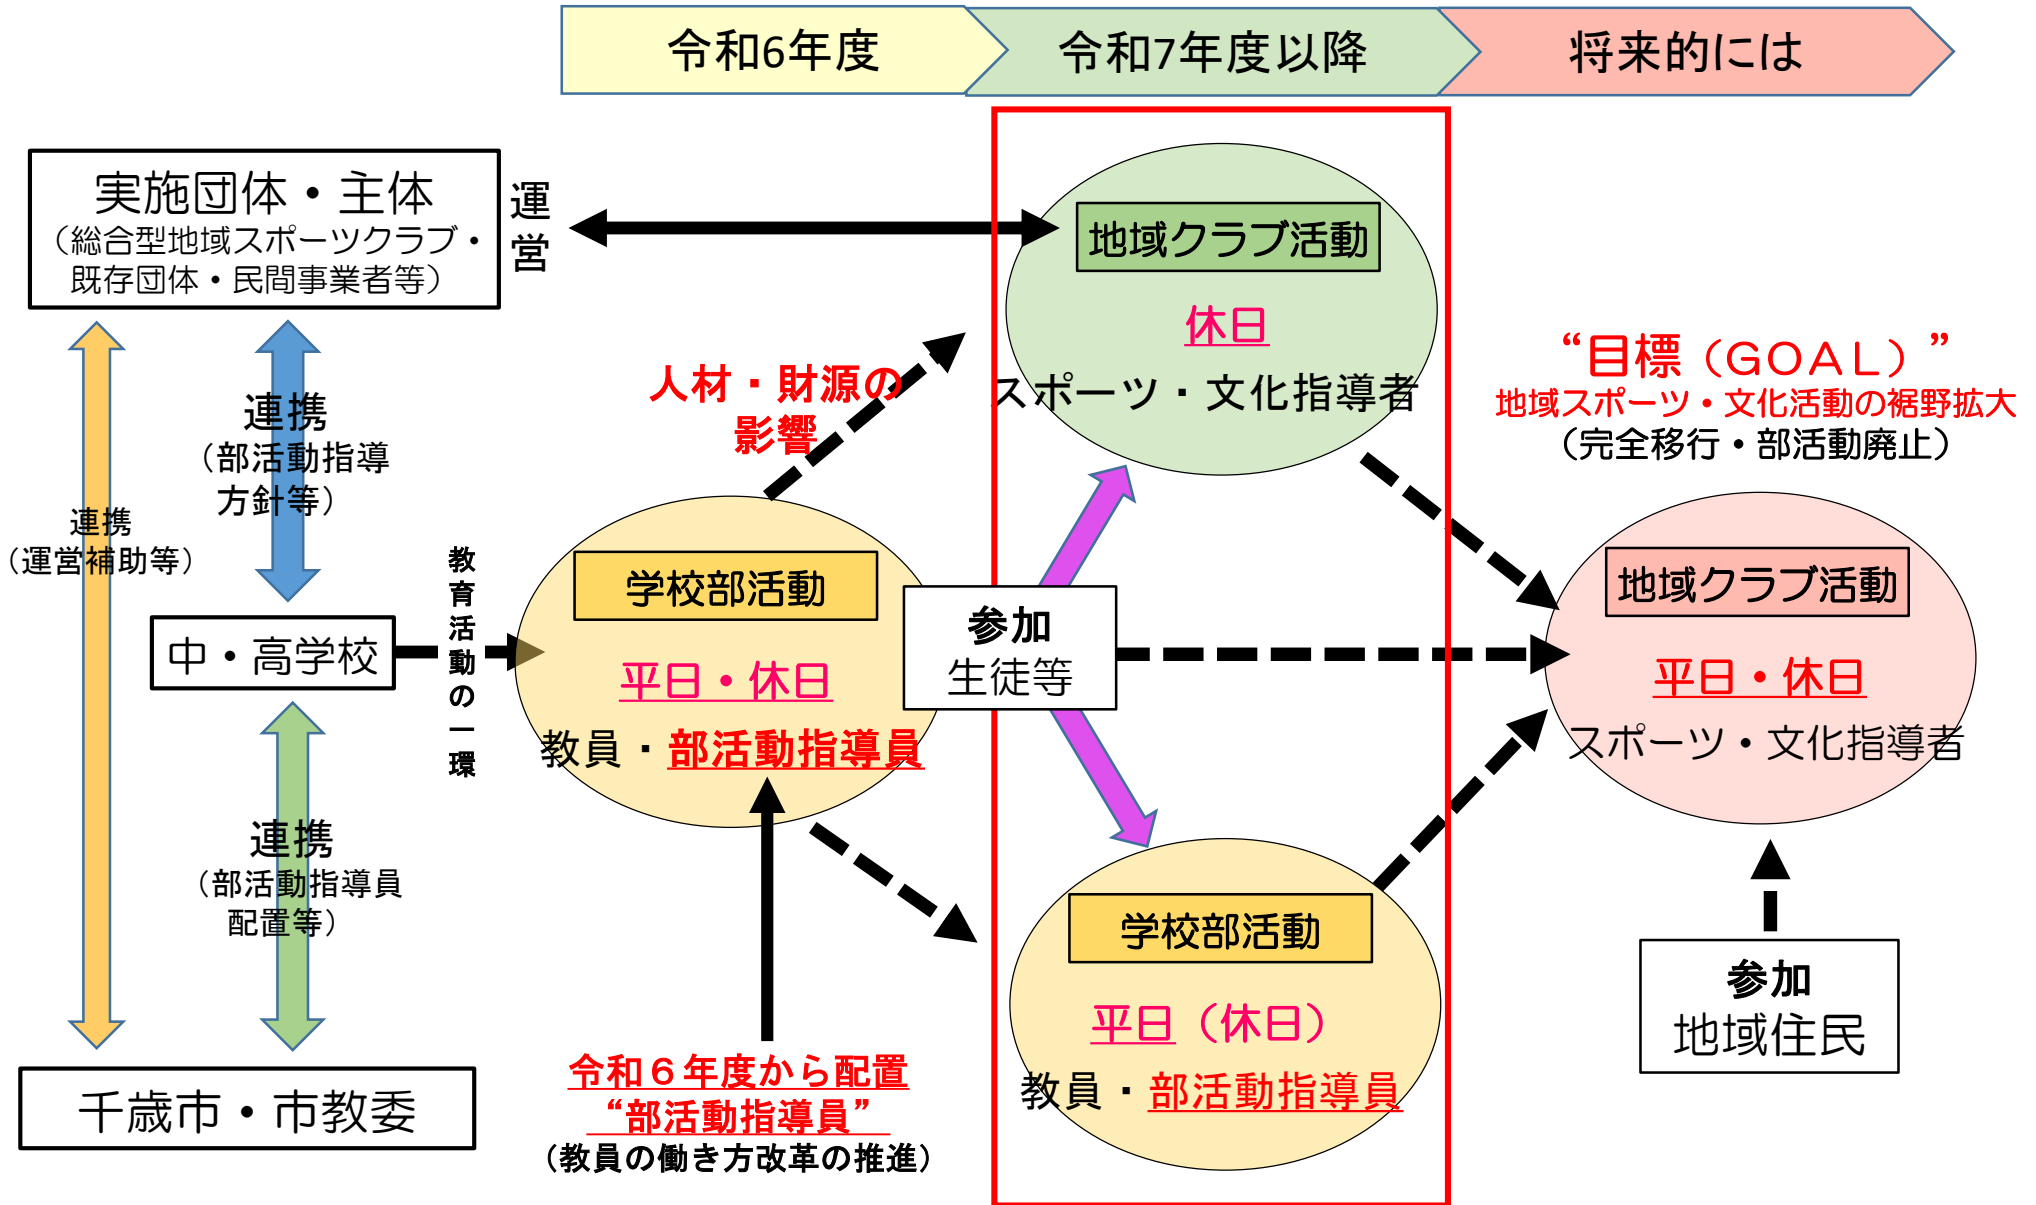 令和6年度
令和7年度以降
将来的には
実施団体・主体
（総合型地域スポーツクラブ・
既存団体・民間事業者等）
運営
地域クラブ活動
休日
スポーツ・文化指導者
人材・財源の
影響
“目標（ＧＯＡＬ）”
地域スポーツ・文化活動の裾野拡大
（完全移行・部活動廃止）
連携
（部活動指導
方針等）
連携
（運営補助等）
教育活動の一環
中・高学校
学校部活動
平日・休日
教員・部活動指導員
参加
生徒等
地域クラブ活動
平日・休日
スポーツ・文化指導者
連携
（部活動指導員
配置等）
学校部活動
平日（休日）
教員・部活動指導員
参加
地域住民
千歳市・市教委
令和６年度から配置
“部活動指導員”
（教員の働き方改革の推進）